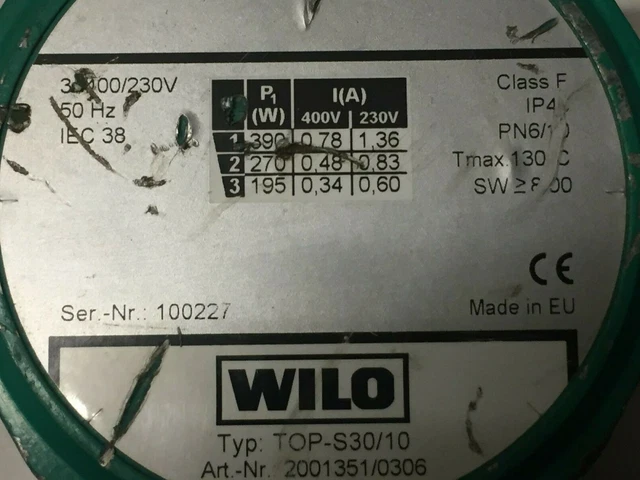 400/230V
50 Hz
IEC 38
P1 (W) I(A)
400V 230V
1 390 0,78 1,36
2 270 0,48 0,83
3 195 0,34 0,60
Class F
IP4
PN6/10
Tmax.130°C
SW ≥
Ser.-Nr.: 100227
CE
Made in EU
WILO
Typ: TOP-S30/10
Art.-Nr. 2001351/0306